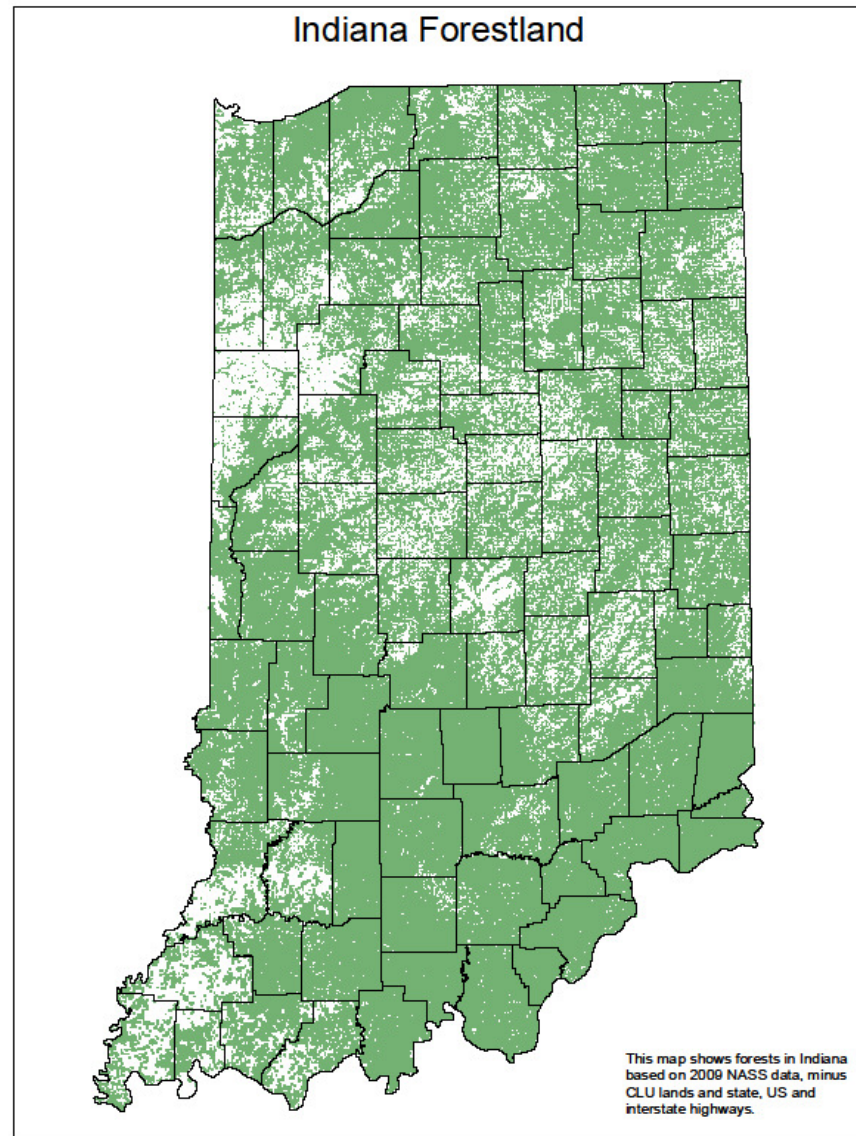 Indiana Forestland
This map shows forests in Indiana
based on 2009 NASS data, minus
CLU lands and state, US and
interstate highways.